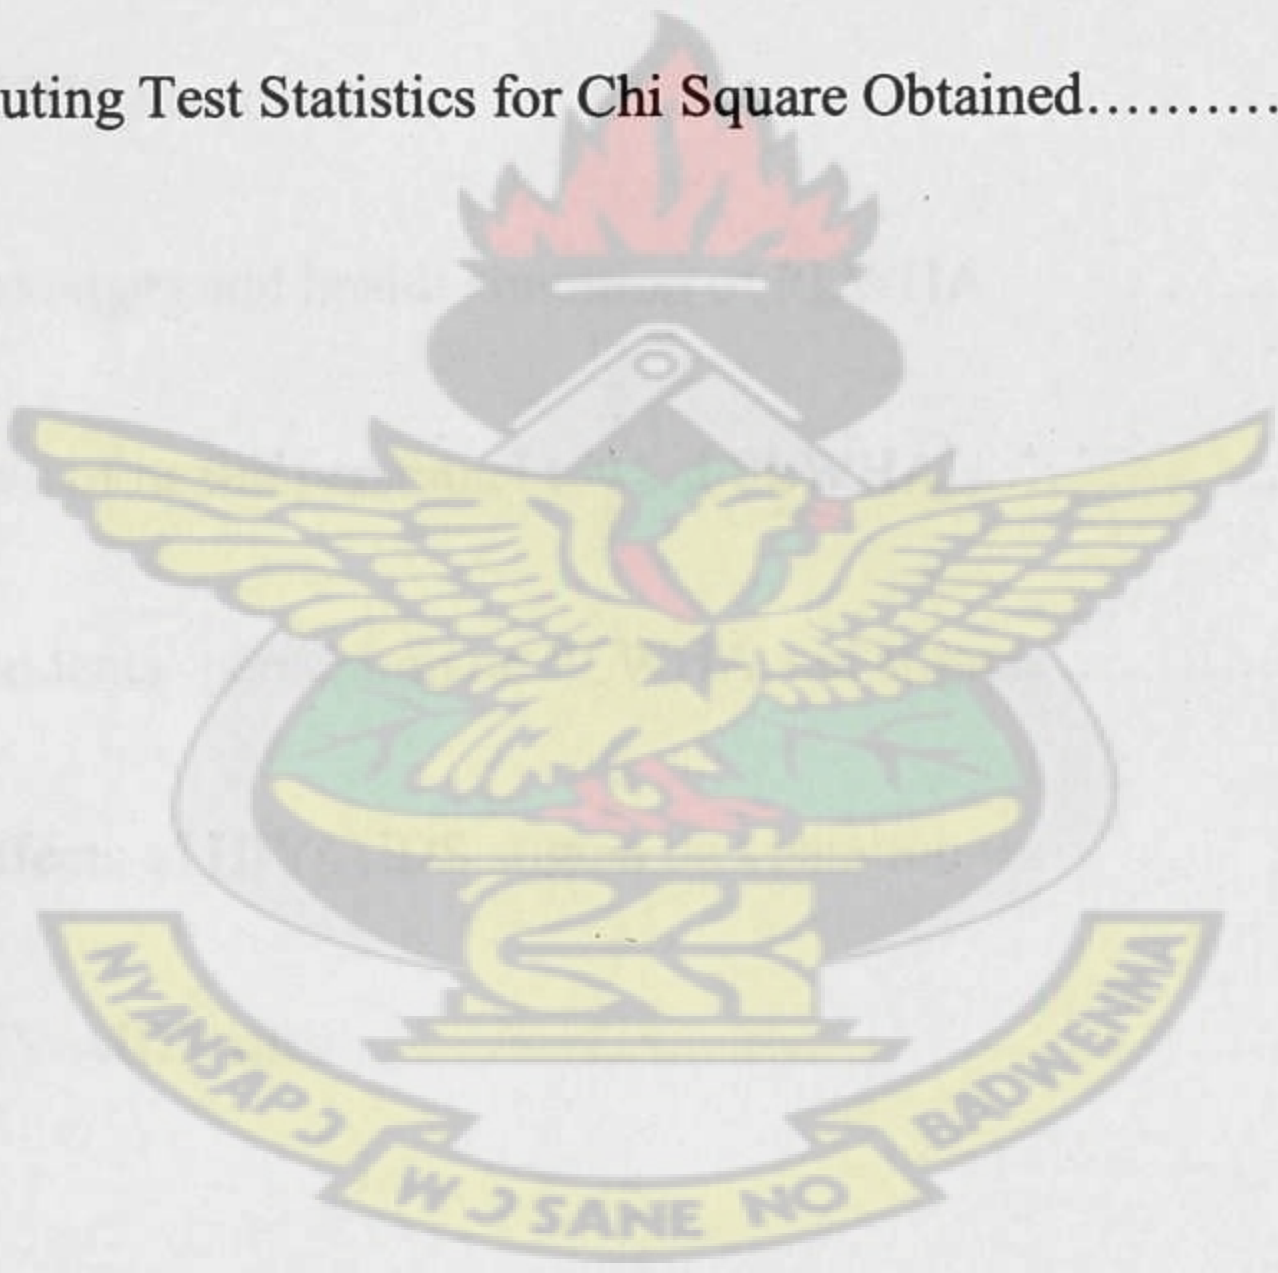 uting Test Statistics for Chi Square Obtained..........
NYANSAPƆ
WƆSANE NO
BADWENMA